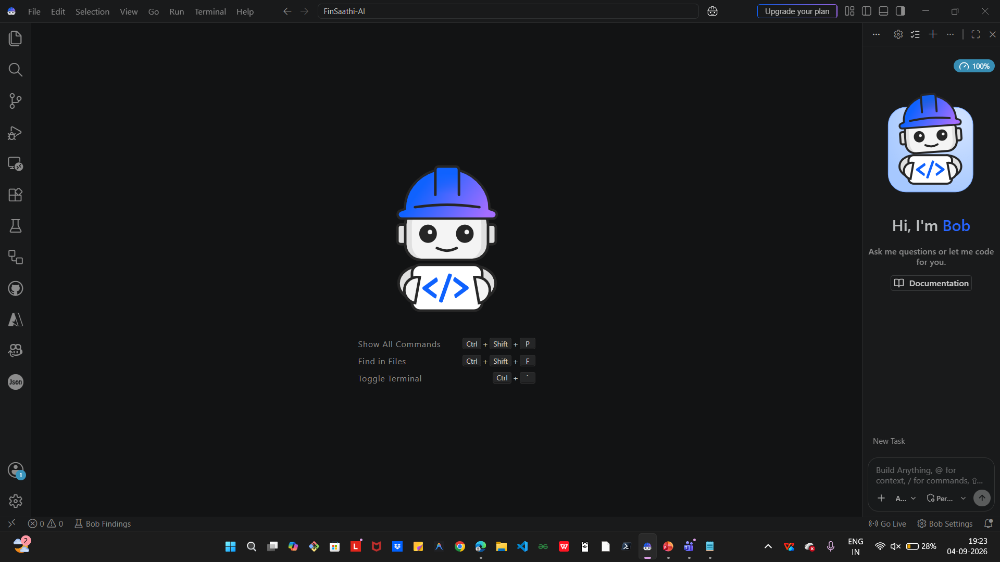 File Edit Selection View Go Run Terminal Help
FinSaathi-AI
Upgrade your plan
100%
</>
Hi, I'm Bob
Ask me questions or let me code
for you.
Documentation
</>
Show All Commands Ctrl + Shift + P
Find in Files Ctrl + Shift + F
Toggle Terminal Ctrl + `
Json
New Task
Build Anything, @ for
context, / for commands, ⇧...
A... Per...
1
0 0 Bob Findings
Go Live Bob Settings
2
L
ENG
IN
28%
19:23
04-09-2026